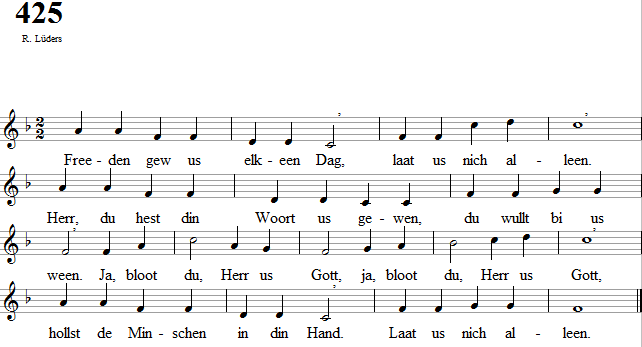 425
R. Lüders
Free - den gew us elk - een Dag, laat us nich al - leen.
Herr, du hest din Woort us ge - wen, du wullt bi us
ween. Ja, bloot du, Herr us Gott, ja, bloot du, Herr us Gott,
hollst de Min - schen in din Hand. Laat us nich al - leen.